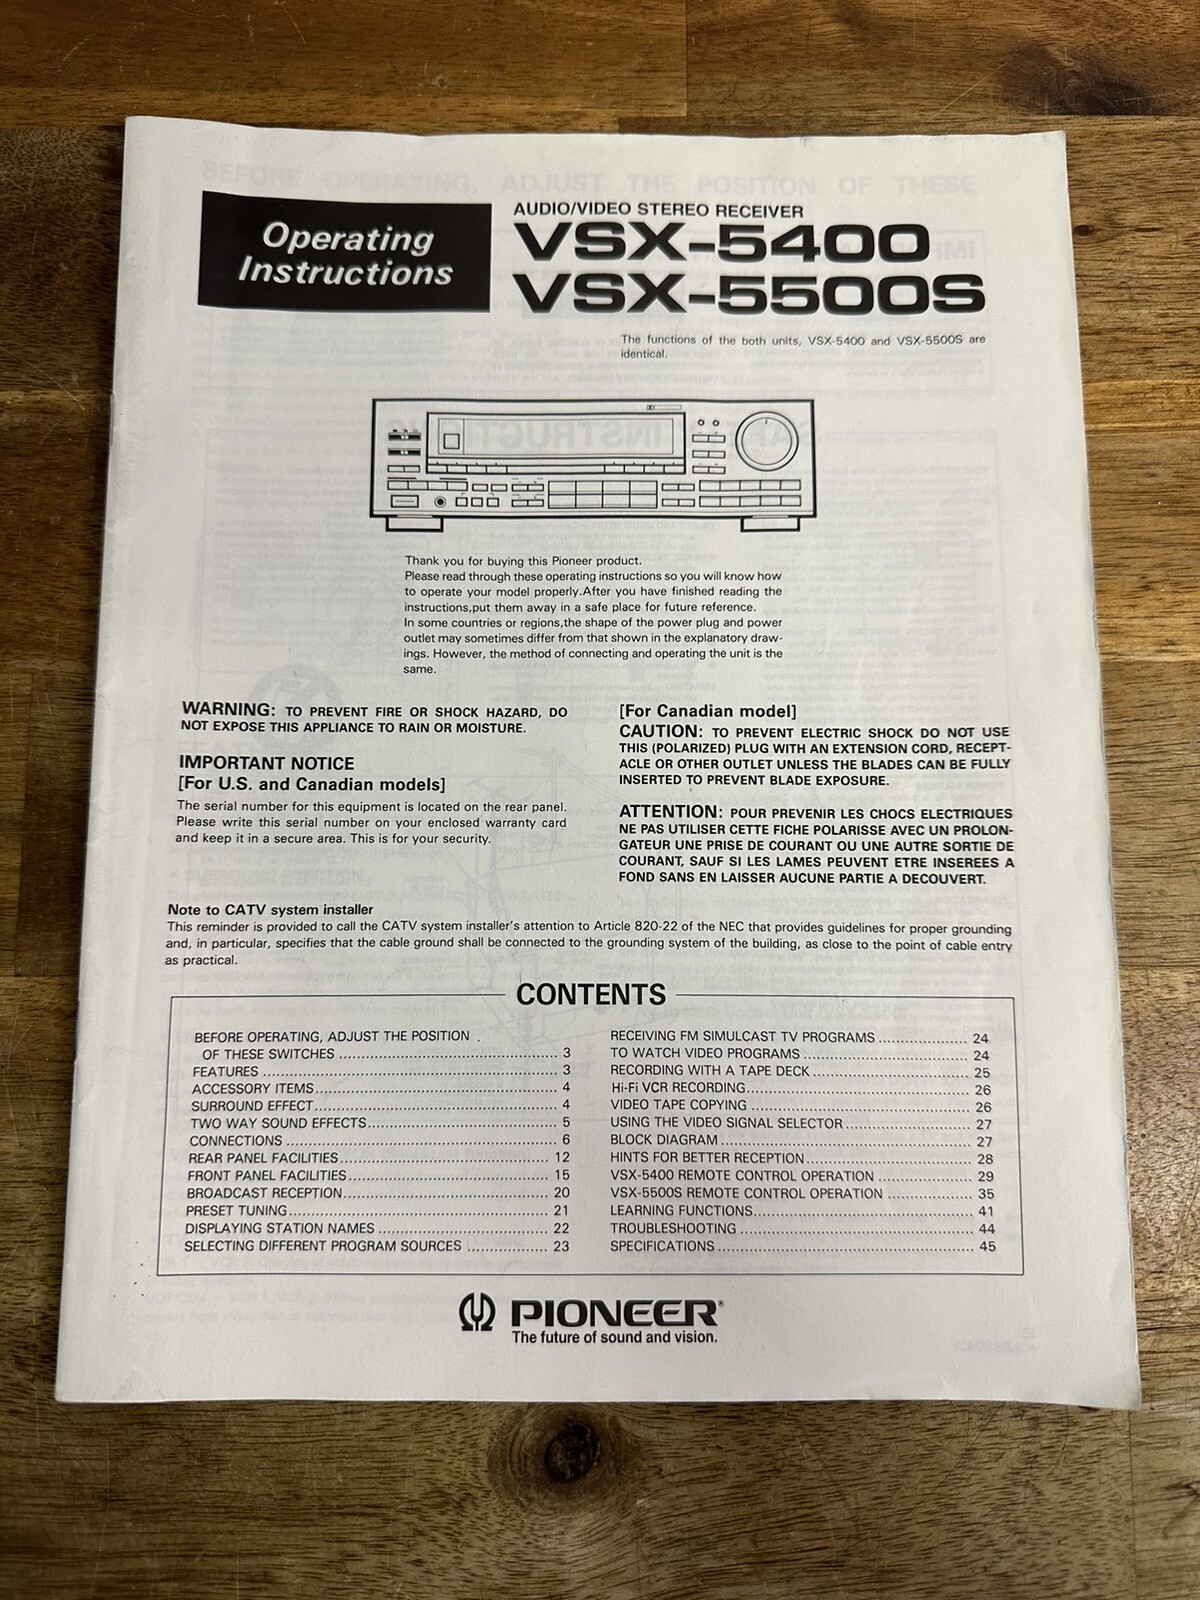 Operating
Instructions
AUDIO/VIDEO STEREO RECEIVER
VSX-5400
VSX-5500S
The functions of the both units, VSX-5400 and VSX-5500S are
identical.
Thank you for buying this Pioneer product.
Please read through these operating instructions so you will know how
to operate your model properly.After you have finished reading the
instructions,put them away in a safe place for future reference.
In some countries or regions,the shape of the power plug and power
outlet may sometimes differ from that shown in the explanatory draw-
ings. However, the method of connecting and operating the unit is the
same.
WARNING: TO PREVENT FIRE OR SHOCK HAZARD, DO
NOT EXPOSE THIS APPLIANCE TO RAIN OR MOISTURE.
IMPORTANT NOTICE
[For U.S. and Canadian models]
The serial number for this equipment is located on the rear panel.
Please write this serial number on your enclosed warranty card
and keep it in a secure area. This is for your security.
[For Canadian model]
CAUTION: TO PREVENT ELECTRIC SHOCK DO NOT USE
THIS (POLARIZED) PLUG WITH AN EXTENSION CORD, RECEPT-
ACLE OR OTHER OUTLET UNLESS THE BLADES CAN BE FULLY
INSERTED TO PREVENT BLADE EXPOSURE.
ATTENTION: POUR PREVENIR LES CHOCS ELECTRIQUES
NE PAS UTILISER CETTE FICHE POLARISSE AVEC UN PROLON-
GATEUR UNE PRISE DE COURANT OU UNE AUTRE SORTIE DE
COURANT, SAUF SI LES LAMES PEUVENT ETRE INSEREES A
FOND SANS EN LAISSER AUCUNE PARTIE A DECOUVERT.
Note to CATV system installer
This reminder is provided to call the CATV system installer's attention to Article 820-22 of the NEC that provides guidelines for proper grounding
and, in particular, specifies that the cable ground shall be connected to the grounding system of the building, as close to the point of cable entry
as practical.
CONTENTS
BEFORE OPERATING, ADJUST THE POSITION
OF THESE SWITCHES ........ 3
FEATURES ........ 3
ACCESSORY ITEMS ........ 4
SURROUND EFFECT ........ 4
TWO WAY SOUND EFFECTS ........ 5
CONNECTIONS ........ 6
REAR PANEL FACILITIES ........ 12
FRONT PANEL FACILITIES ........ 15
BROADCAST RECEPTION ........ 20
PRESET TUNING ........ 21
DISPLAYING STATION NAMES ........ 22
SELECTING DIFFERENT PROGRAM SOURCES ........ 23
RECEIVING FM SIMULCAST TV PROGRAMS ........ 24
TO WATCH VIDEO PROGRAMS ........ 24
RECORDING WITH A TAPE DECK ........ 25
Hi-Fi VCR RECORDING ........ 26
VIDEO TAPE COPYING ........ 26
USING THE VIDEO SIGNAL SELECTOR ........ 27
BLOCK DIAGRAM ........ 27
HINTS FOR BETTER RECEPTION ........ 28
VSX-5400 REMOTE CONTROL OPERATION ........ 29
VSX-5500S REMOTE CONTROL OPERATION ........ 35
LEARNING FUNCTIONS ........ 41
TROUBLESHOOTING ........ 44
SPECIFICATIONS ........ 45
PIONEER®
The future of sound and vision.